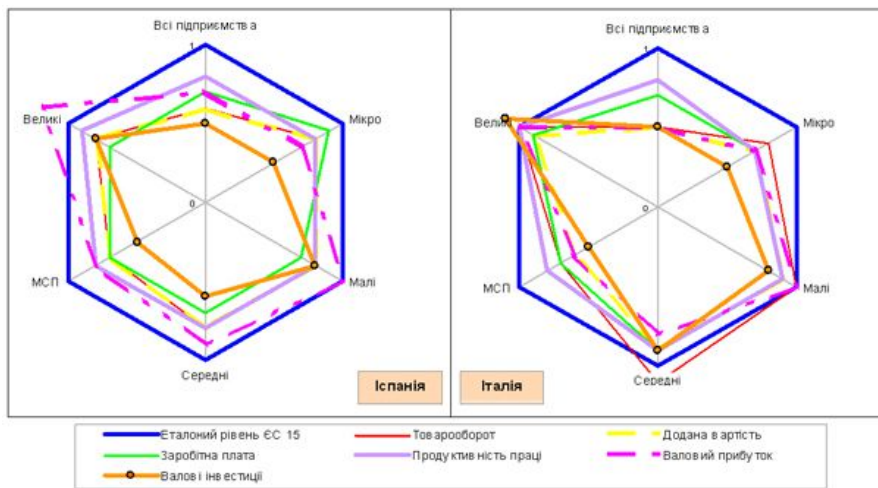 Всі підприємства
1
Мікро
Малі
Середні
МСП
Великі
0
Іспанія
Всі підприємства
1
Мікро
Малі
Середні
МСП
Великі
0
Італія
Еталоний рівень ЄС 15
Товарооборот
Додана вартість
Заробітна плата
Продуктивність праці
Валовий прибуток
Валові інвестиції